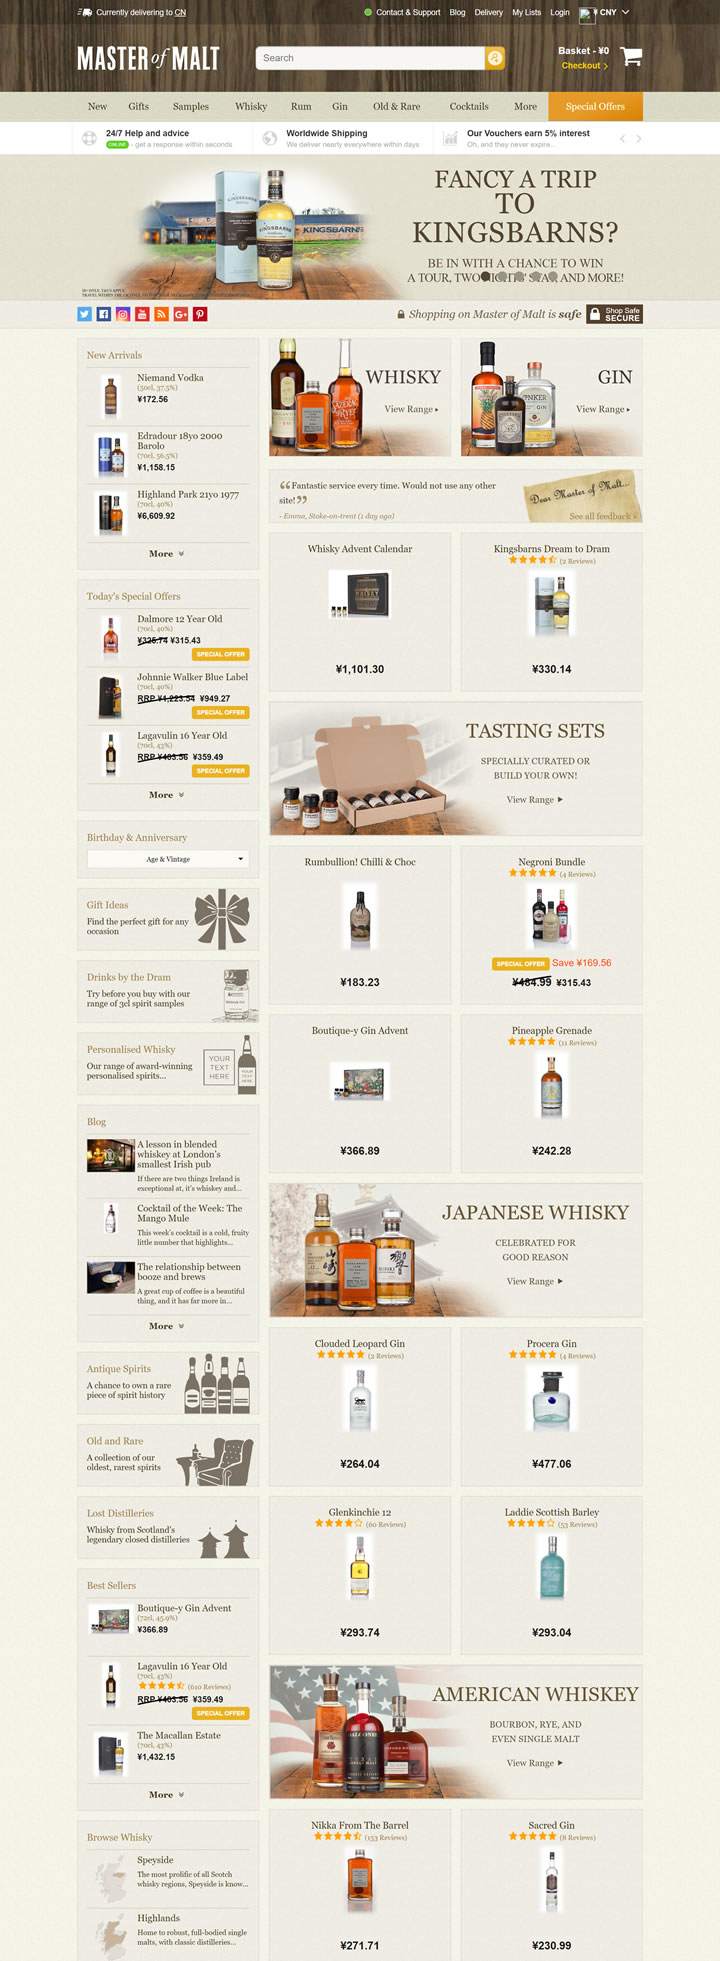 Currently delivering to CN
Contact & Support Blog Delivery My Lists Login ¥ CNY
MASTER of MALT
Search
Basket - ¥0
Checkout
New Gifts Samples Whisky Rum Gin Old & Rare Cocktails More Special Offers
24/7 Help and advice
ONLINE - get a response within seconds
Worldwide Shipping
We deliver nearly everywhere within days
Our Vouchers earn 5% interest
Oh, and they never expire...
KINGSBARNS
FANCY A TRIP
TO
KINGSBARNS?
BE IN WITH A CHANCE TO WIN
A TOUR, TWO NIGHTS' STAY, AND MORE!
Shopping on Master of Malt is safe
Shop Safe
SECURE
New Arrivals
Niemand Vodka
(50cl, 37.5%)
¥172.56
Edradour 18yo 2000
Barolo
(70cl, 56.5%)
¥1,158.15
Highland Park 21yo 1977
(70cl, 40%)
¥6,609.92
More
WHISKY
View Range
GIN
View Range
Fantastic service every time. Would not use any other
site!
- Emma, Stoke-on-trent (1 day ago)
Dear Master of Malt...
See all feedback »
Today's Special Offers
Dalmore 12 Year Old
(70cl, 40%)
¥325.74 ¥315.43
SPECIAL OFFER
Johnnie Walker Blue Label
(70cl, 40%)
RRP ¥1,223.54 ¥949.27
SPECIAL OFFER
Lagavulin 16 Year Old
(70cl, 43%)
RRP ¥403.56 ¥359.49
SPECIAL OFFER
More
Whisky Advent Calendar
¥1,101.30
Kingsbarns Dream to Dram
(2 Reviews)
¥330.14
TASTING SETS
SPECIALLY CURATED OR
BUILD YOUR OWN!
View Range
Birthday & Anniversary
Age & Vintage
Gift Ideas
Find the perfect gift for any
occasion
Drinks by the Dram
Try before you buy with our
range of 3cl spirit samples
Personalised Whisky
Our range of award-winning
personalised spirits...
YOUR
TEXT
HERE
YOUR
TEXT
HERE
Rumbullion! Chilli & Choc
¥183.23
Negroni Bundle
(4 Reviews)
SPECIAL OFFER Save ¥169.56
¥484.99 ¥315.43
Boutique-y Gin Advent
¥366.89
Pineapple Grenade
(11 Reviews)
¥242.28
Blog
A lesson in blended
whiskey at London's
smallest Irish pub
If there are two things Ireland is
exceptional at, it's whiskey and...
Cocktail of the Week: The
Mango Mule
This week's cocktail is a cold, fruity
little number that highlights...
The relationship between
booze and brews
A great cup of coffee is a beautiful
thing, and it has far more in...
More
JAPANESE WHISKY
CELEBRATED FOR
GOOD REASON
View Range
Antique Spirits
A chance to own a rare
piece of spirit history
Old and Rare
A collection of our
oldest, rarest spirits
Lost Distilleries
Whisky from Scotland's
legendary closed distilleries
Clouded Leopard Gin
(2 Reviews)
¥264.04
Procera Gin
(4 Reviews)
¥477.06
Glenkinchie 12
(60 Reviews)
¥293.74
Laddie Scottish Barley
(53 Reviews)
¥293.04
Best Sellers
Boutique-y Gin Advent
(72cl, 45.9%)
¥366.89
Lagavulin 16 Year Old
(70cl, 43%)
(610 Reviews)
RRP ¥403.56 ¥359.49
SPECIAL OFFER
The Macallan Estate
(70cl, 43%)
¥1,432.15
More
AMERICAN WHISKEY
BOURBON, RYE, AND
EVEN SINGLE MALT
View Range
Browse Whisky
Speyside
The most prolific of all Scotch
whisky regions, Speyside is know...
Highlands
Home to robust, full-bodied single
malts, with classic distilleries...
Nikka From The Barrel
(153 Reviews)
¥271.71
Sacred Gin
(8 Reviews)
¥230.99